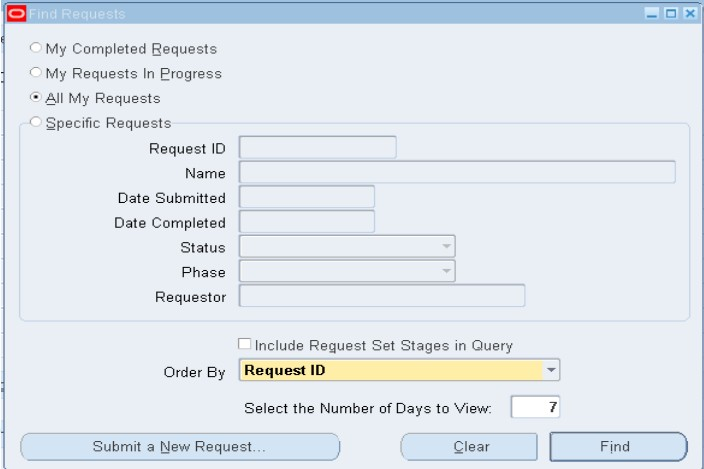 Find Requests
My Completed Requests
My Requests In Progress
All My Requests
Specific Requests
Request ID
Name
Date Submitted
Date Completed
Status
Phase
Requestor
Include Request Set Stages in Query
Order By Request ID
Select the Number of Days to View: 7
Submit a New Request... Clear Find